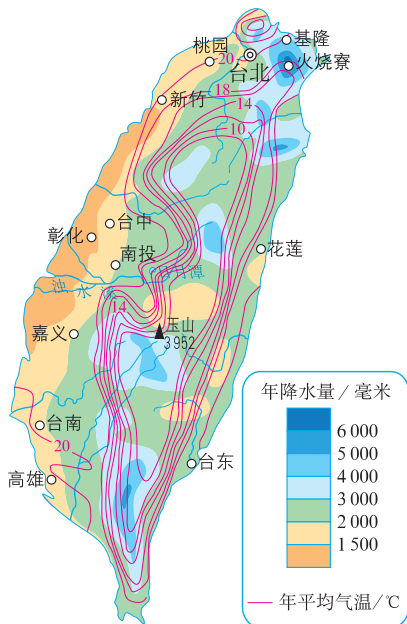 基隆
桃园
20
台北
火烧寮
18
新竹
14
10
台中
彰化
花莲
南投
日月潭
浊水溪
14
玉山
3952
嘉义
台南
20
台东
高雄
年降水量/毫米
6 000
5 000
4 000
3 000
2 000
1 500
年平均气温/℃